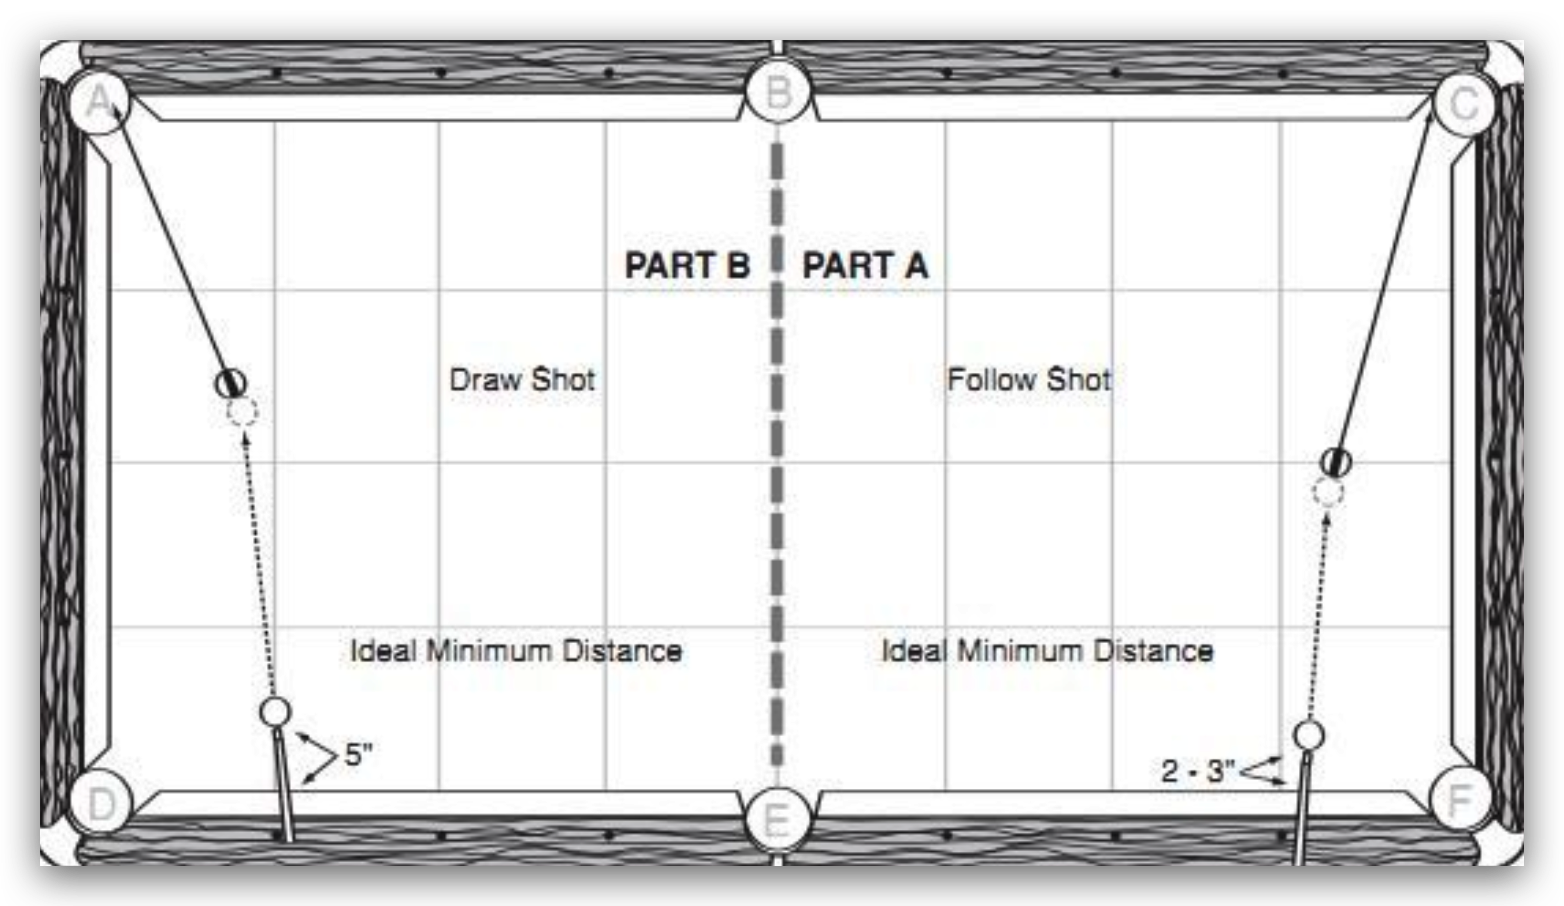 A
B
C
PART B
PART A
Draw Shot
Follow Shot
Ideal Minimum Distance
Ideal Minimum Distance
5"
2 - 3"
D
E
F